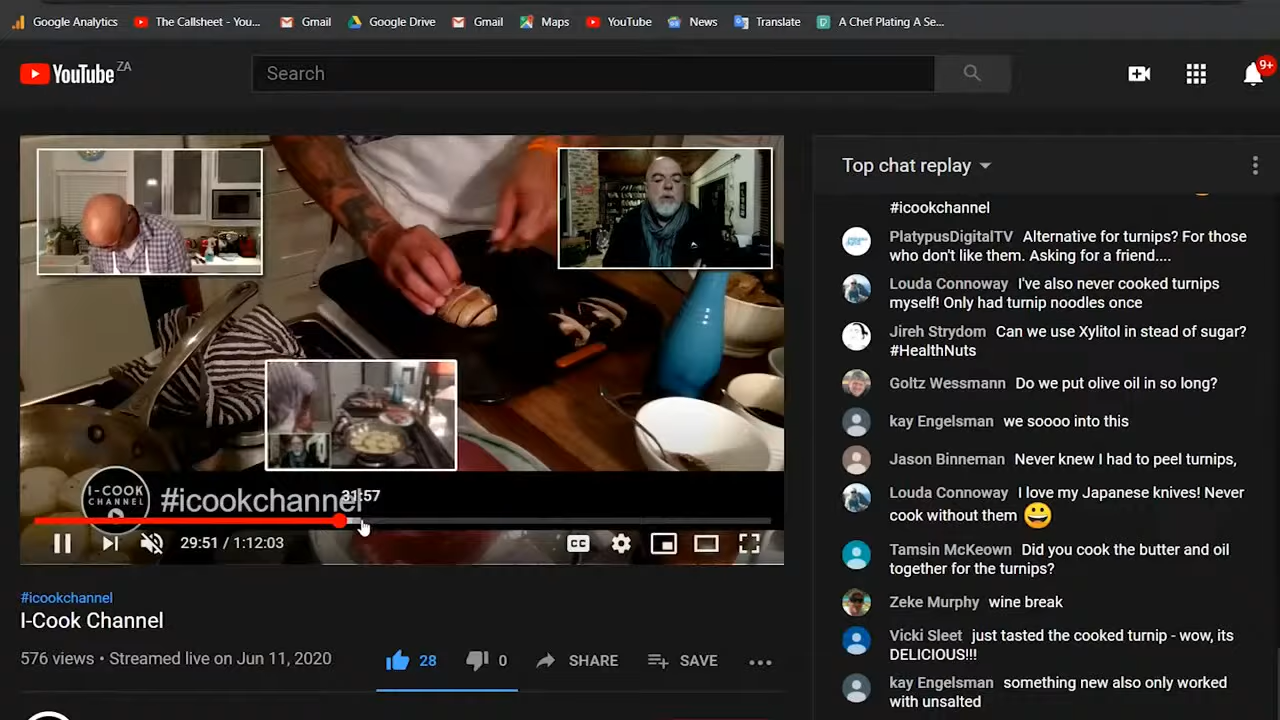 Google Analytics The Callsheet - You... Gmail Google Drive Gmail Maps YouTube News Translate A Chef Plating A Se...
YouTube ZA
Search
9+
I-COOK
CHANNEL
#icookchannel
31:57
29:51 / 1:12:03
CC
#icookchannel
I-Cook Channel
576 views • Streamed live on Jun 11, 2020
28
0
SHARE
SAVE
Top chat replay
#icookchannel
PlatypusDigitalTV Alternative for turnips? For those
who don't like them. Asking for a friend....
Louda Connoway I've also never cooked turnips
myself! Only had turnip noodles once
Jireh Strydom Can we use Xylitol in stead of sugar?
#HealthNuts
Goltz Wessmann Do we put olive oil in so long?
kay Engelsman we soooo into this
Jason Binneman Never knew I had to peel turnips,
Louda Connoway I love my Japanese knives! Never
cook without them 😀
Tamsin McKeown Did you cook the butter and oil
together for the turnips?
Zeke Murphy wine break
Vicki Sleet just tasted the cooked turnip - wow, its
DELICIOUS!!!
kay Engelsman something new also only worked
with unsalted